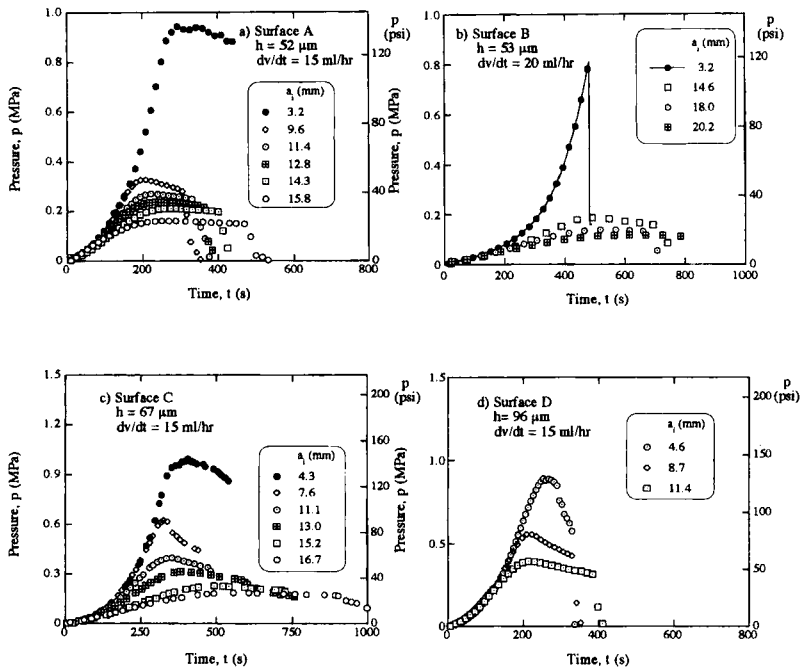 a) Surface A
h = 52 μm
dv/dt = 15 ml/hr
p
(psi)
1.0
0.8
0.6
0.4
0.2
0
Pressure, p (MPa)
120
80
40
0
a_i (mm)
3.2
9.6
11.4
12.8
14.3
15.8
0 200 400 600 800
Time, t (s)
b) Surface B
h = 53 μm
dv/dt = 20 ml/hr
p
(psi)
1.0
0.8
0.6
0.4
0.2
0
Pressure, p (MPa)
120
80
40
0
a_i (mm)
3.2
14.6
18.0
20.2
0 200 400 600 800 1000
Time, t (s)
c) Surface C
h = 67 μm
dv/dt = 15 ml/hr
p
(psi)
1.5
1.2
0.9
0.6
0.3
0
Pressure, p (MPa)
200
160
120
80
40
0
a_i (mm)
4.3
7.6
11.1
13.0
15.2
16.7
0 250 500 750 1000
Time, t (s)
d) Surface D
h= 96 μm
dv/dt = 15 ml/hr
p
(psi)
1.5
1.0
0.5
0
Pressure, p (MPa)
200
150
100
50
0
a_i (mm)
4.6
8.7
11.4
0 200 400 600 800
Time, t (s)